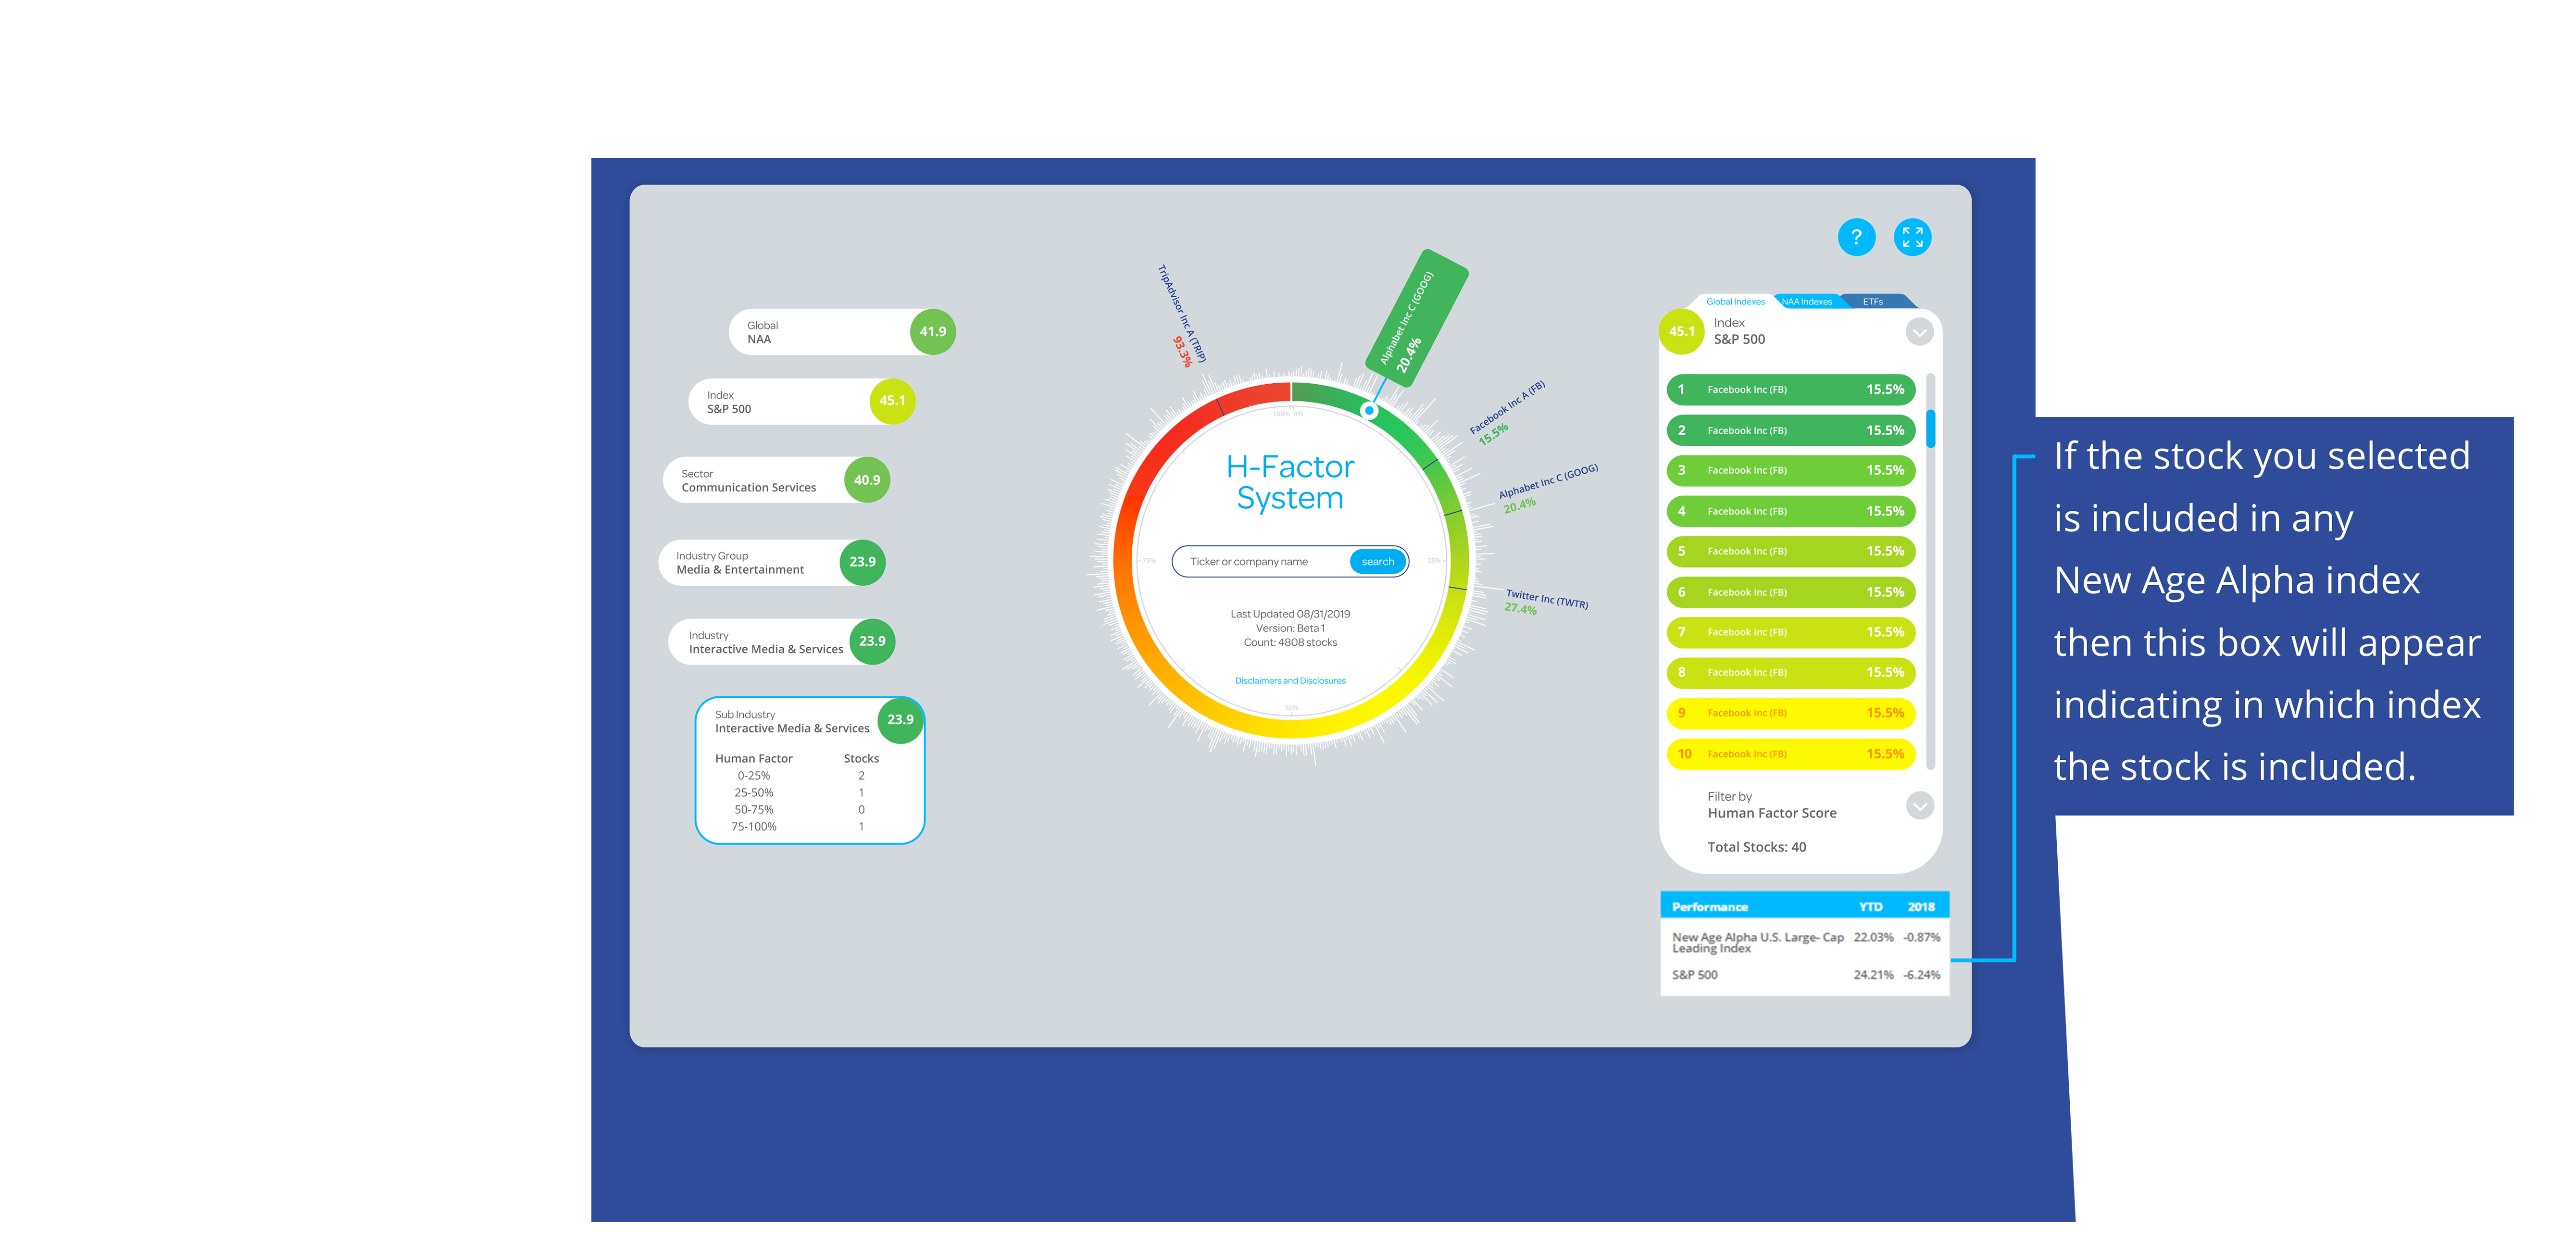 ?
Global
NAA
41.9
Index
S&P 500
45.1
Sector
Communication Services
40.9
Industry Group
Media & Entertainment
23.9
Industry
Interactive Media & Services
23.9
Sub Industry
Interactive Media & Services
23.9
Human Factor Stocks
0-25% 2
25-50% 1
50-75% 0
75-100% 1
TripAdvisor Inc A (TRIP)
93.3%
Alphabet Inc C (GOOG)
20.4%
Facebook Inc A (FB)
15.5%
Alphabet Inc C (GOOG)
20.4%
Twitter Inc (TWTR)
27.4%
100% 0%
75%
25%
50%
H-Factor
System
Ticker or company name search
Last Updated 08/31/2019
Version: Beta 1
Count: 4808 stocks
Disclaimers and Disclosures
Global Indexes NAA Indexes ETFs
45.1
Index
S&P 500
1 Facebook Inc (FB) 15.5%
2 Facebook Inc (FB) 15.5%
3 Facebook Inc (FB) 15.5%
4 Facebook Inc (FB) 15.5%
5 Facebook Inc (FB) 15.5%
6 Facebook Inc (FB) 15.5%
7 Facebook Inc (FB) 15.5%
8 Facebook Inc (FB) 15.5%
9 Facebook Inc (FB) 15.5%
10 Facebook Inc (FB) 15.5%
Filter by
Human Factor Score
Total Stocks: 40
Performance YTD 2018
New Age Alpha U.S. Large- Cap 22.03% -0.87%
Leading Index
S&P 500 24.21% -6.24%
If the stock you selected
is included in any
New Age Alpha index
then this box will appear
indicating in which index
the stock is included.